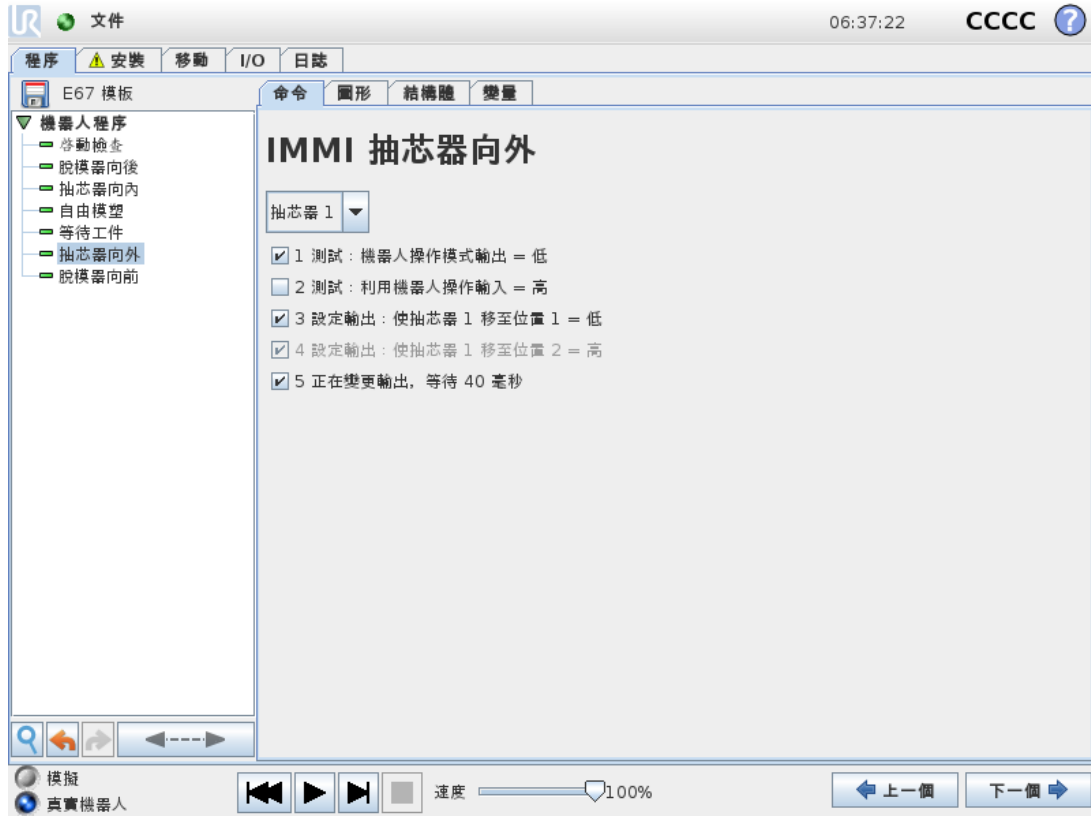 UR 文件 06:37:22 CCCC ?
程序 安裝 移動 I/O 日誌
E67 模板
命令 圖形 結構體 變量
機器人程序
啓動檢查
脫模器向後
抽芯器向內
自由模塑
等待工件
抽芯器向外
脫模器向前
IMMI 抽芯器向外
抽芯器 1
1 測試：機器人操作模式輸出 = 低
2 測試：利用機器人操作輸入 = 高
3 設定輸出：使抽芯器 1 移至位置 1 = 低
4 設定輸出：使抽芯器 1 移至位置 2 = 高
5 正在變更輸出，等待 40 毫秒
模擬
真實機器人
速度 100%
上一個 下一個